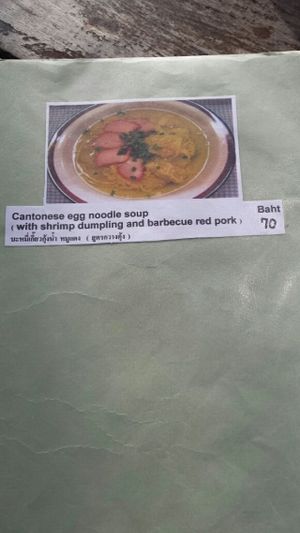 Cantonese egg noodle soup Baht
( with shrimp dumpling and barbecue red pork ) 70
บะหมี่เกี๊ยวกุ้งน้ำ หมูแดง ( สูตรกวางตุ้ง )